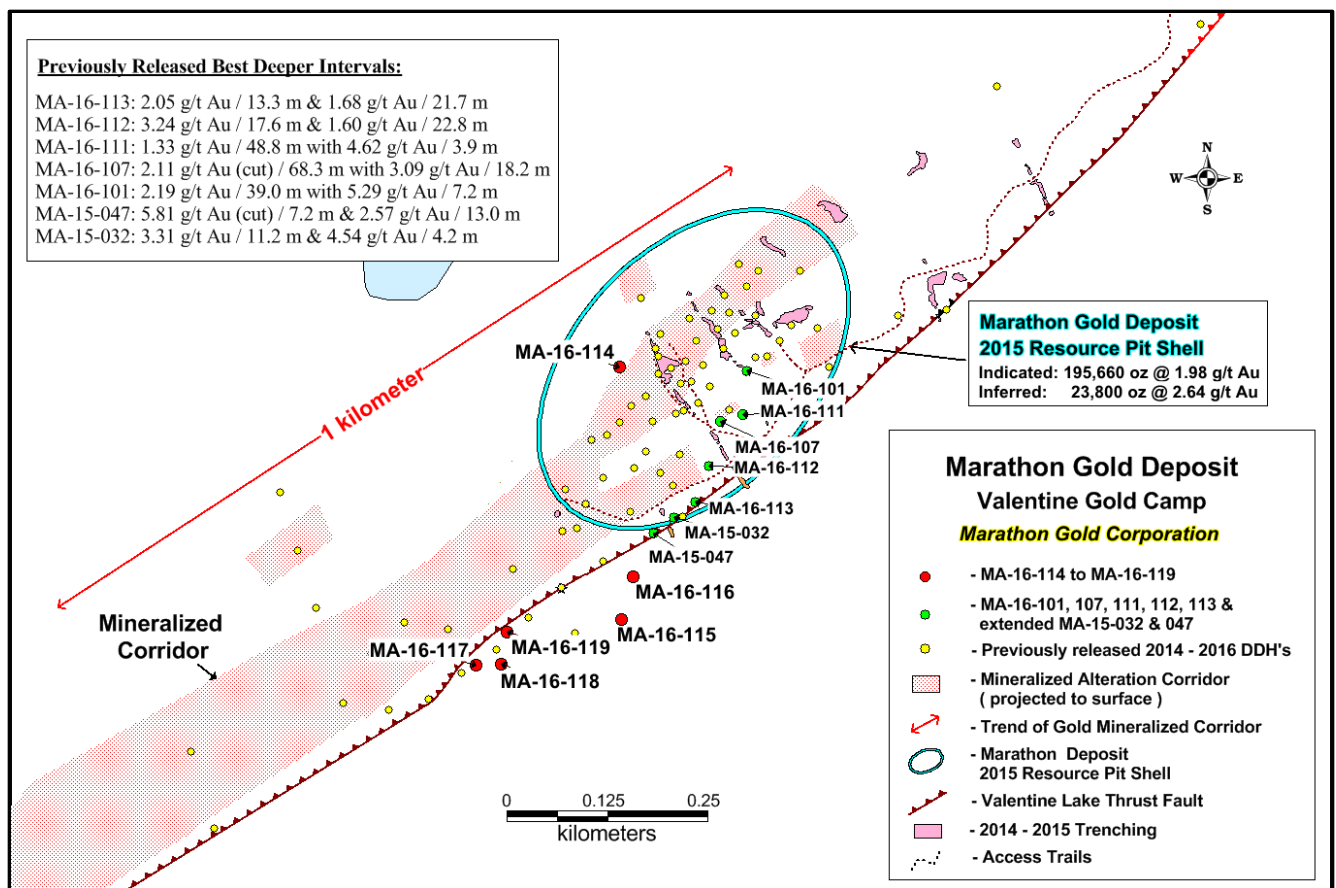 Previously Released Best Deeper Intervals:
MA-16-113: 2.05 g/t Au / 13.3 m & 1.68 g/t Au / 21.7 m
MA-16-112: 3.24 g/t Au / 17.6 m & 1.60 g/t Au / 22.8 m
MA-16-111: 1.33 g/t Au / 48.8 m with 4.62 g/t Au / 3.9 m
MA-16-107: 2.11 g/t Au (cut) / 68.3 m with 3.09 g/t Au / 18.2 m
MA-16-101: 2.19 g/t Au / 39.0 m with 5.29 g/t Au / 7.2 m
MA-15-047: 5.81 g/t Au (cut) / 7.2 m & 2.57 g/t Au / 13.0 m
MA-15-032: 3.31 g/t Au / 11.2 m & 4.54 g/t Au / 4.2 m
N
W E
S
1 kilometer
MA-16-114
MA-16-101
MA-16-111
MA-16-107
MA-16-112
MA-16-113
MA-15-032
MA-15-047
MA-16-116
MA-16-115
MA-16-119
MA-16-117
MA-16-118
Mineralized
Corridor
Marathon Gold Deposit
2015 Resource Pit Shell
Indicated: 195,660 oz @ 1.98 g/t Au
Inferred: 23,800 oz @ 2.64 g/t Au
Marathon Gold Deposit
Valentine Gold Camp
Marathon Gold Corporation
- MA-16-114 to MA-16-119
- MA-16-101, 107, 111, 112, 113 &
extended MA-15-032 & 047
- Previously released 2014 - 2016 DDH's
- Mineralized Alteration Corridor
( projected to surface )
- Trend of Gold Mineralized Corridor
- Marathon Deposit
2015 Resource Pit Shell
- Valentine Lake Thrust Fault
- 2014 - 2015 Trenching
- Access Trails
0 0.125 0.25
kilometers